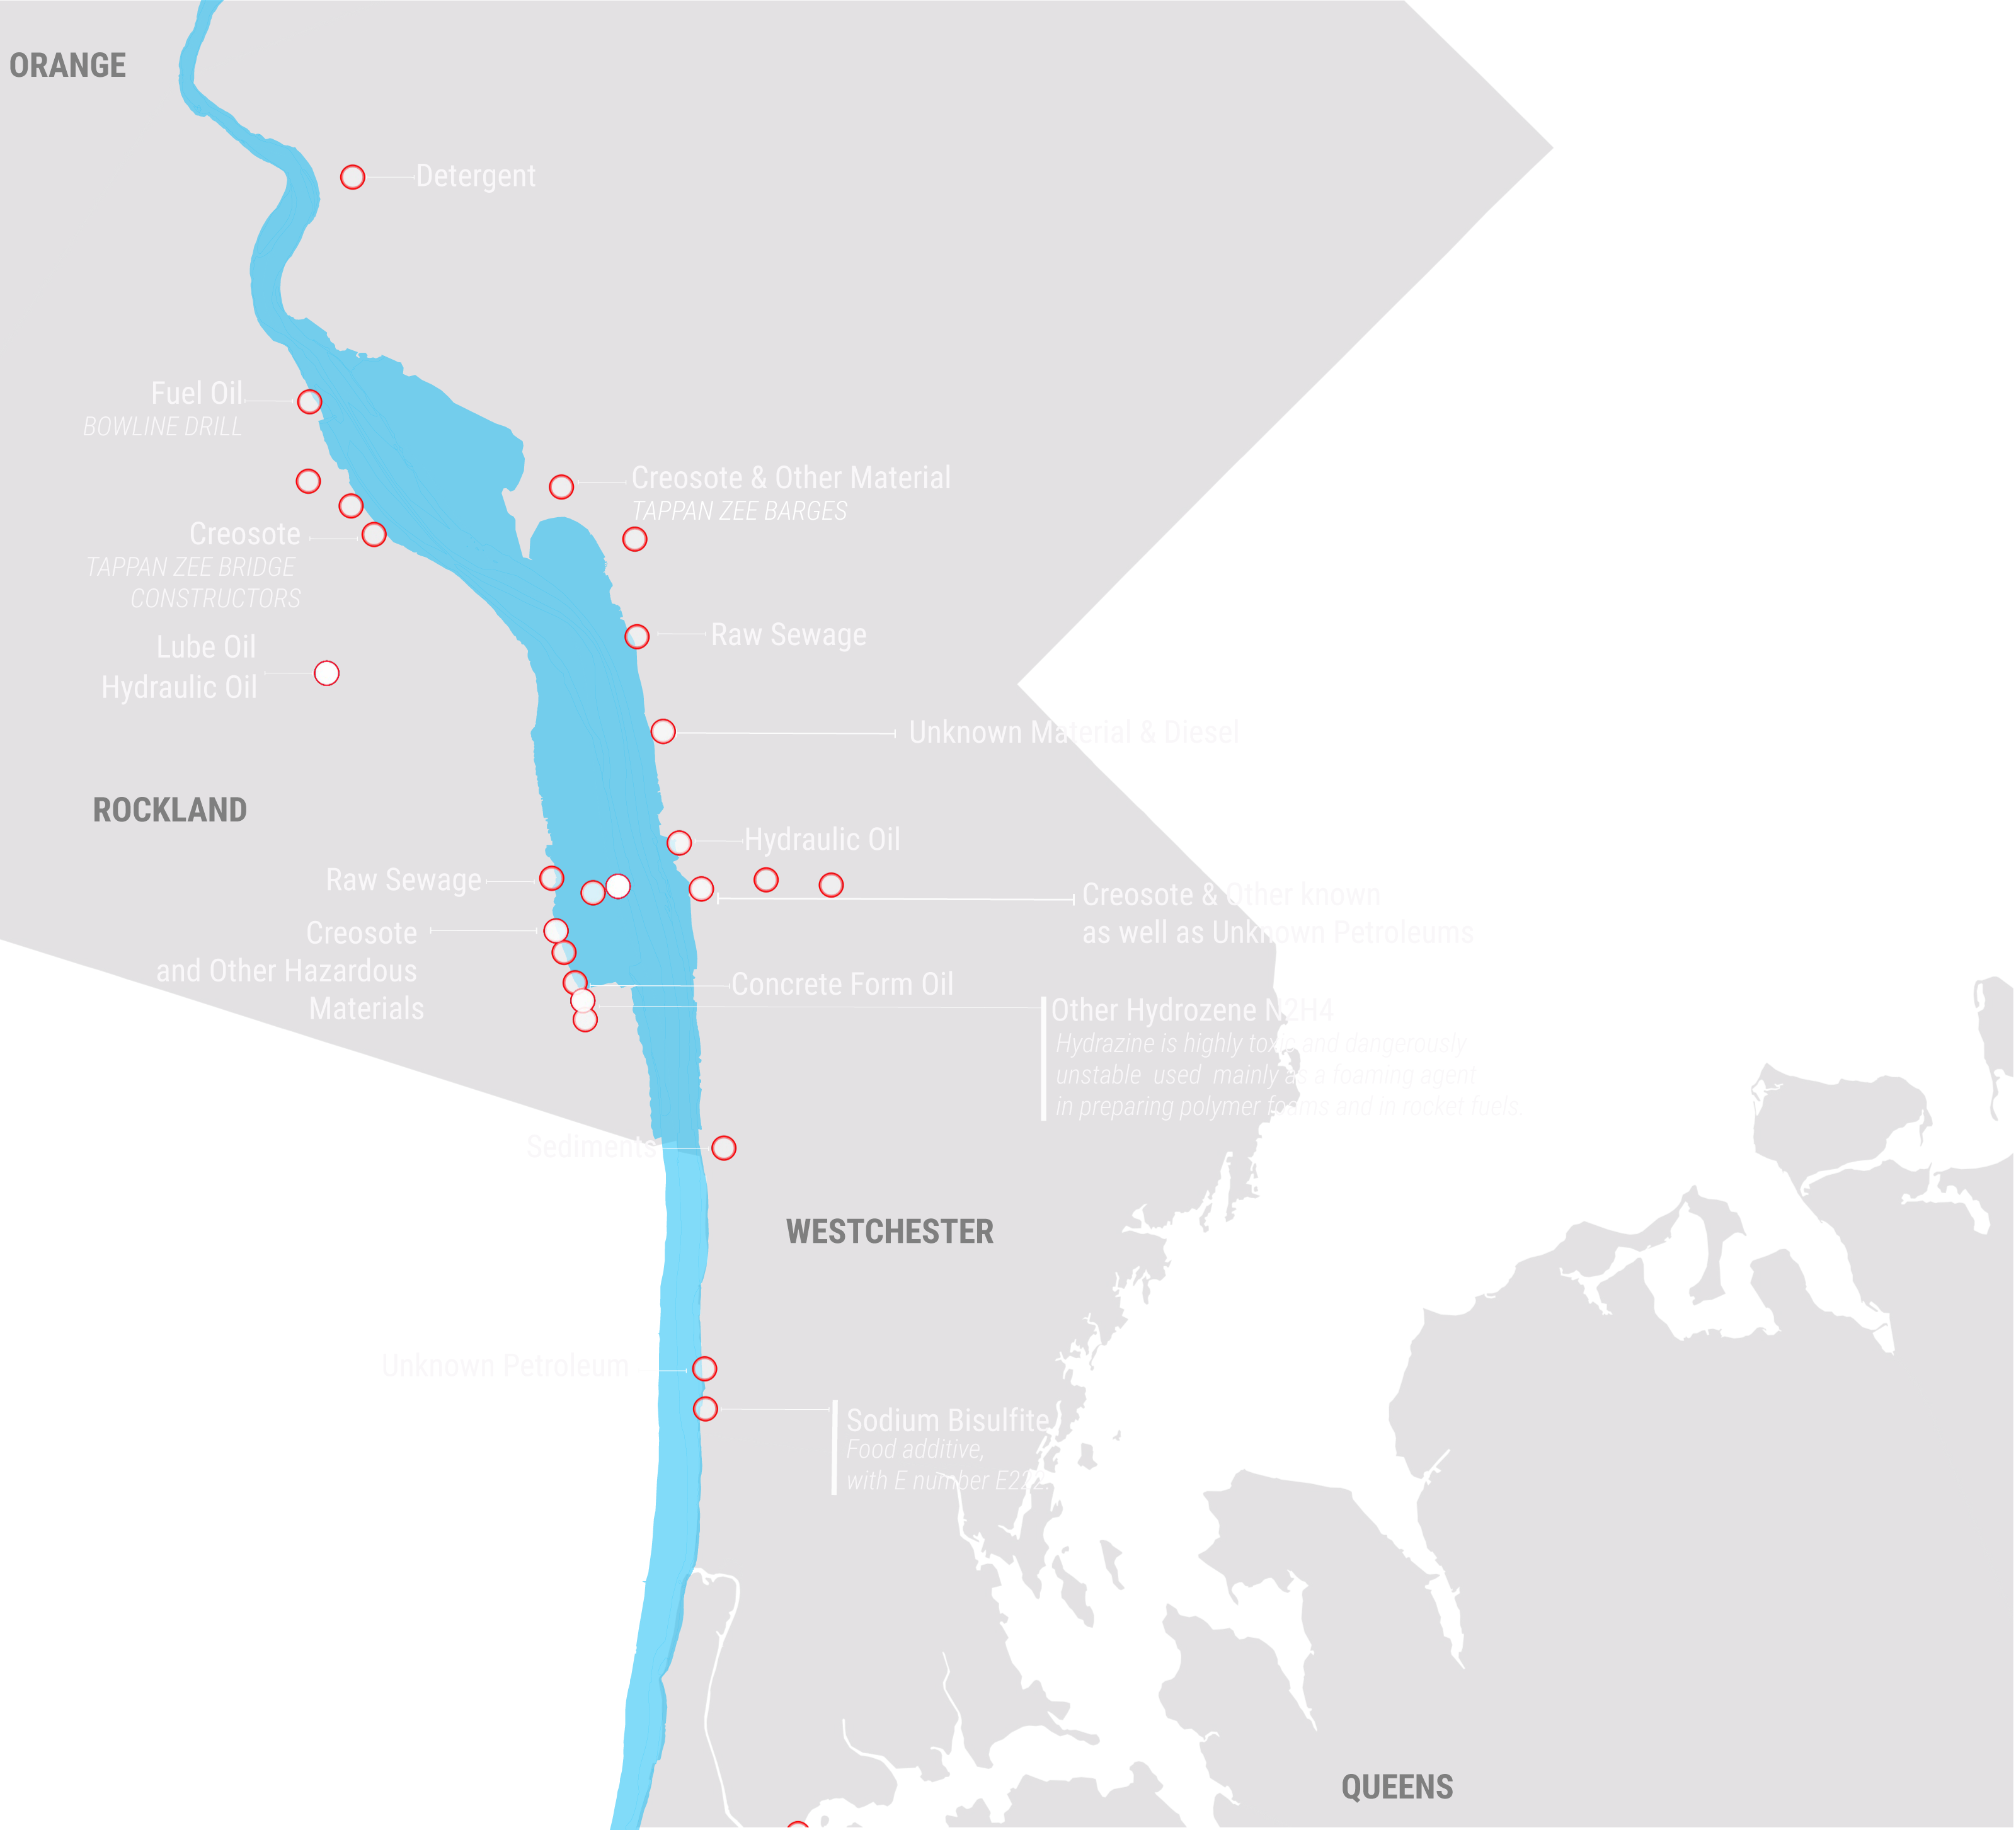 ORANGE
Detergent
Fuel Oil
BOWLINE DRILL
Creosote & Other Material
TAPPAN ZEE BARGES
Creosote
TAPPAN ZEE BRIDGE
CONSTRUCTORS
Raw Sewage
Lube Oil
Hydraulic Oil
Unknown Material & Diesel
ROCKLAND
Hydraulic Oil
Raw Sewage
Creosote & Other known
as well as Unknown Petroleums
Creosote
and Other Hazardous
Materials
Concrete Form Oil
Other Hydrozene N2H4
Hydrazine is highly toxic and dangerously
unstable used mainly as a foaming agent
in preparing polymer foams and in rocket fuels.
Sediments
WESTCHESTER
Unknown Petroleum
Sodium Bisulfite
Food additive,
with E number E222.
QUEENS